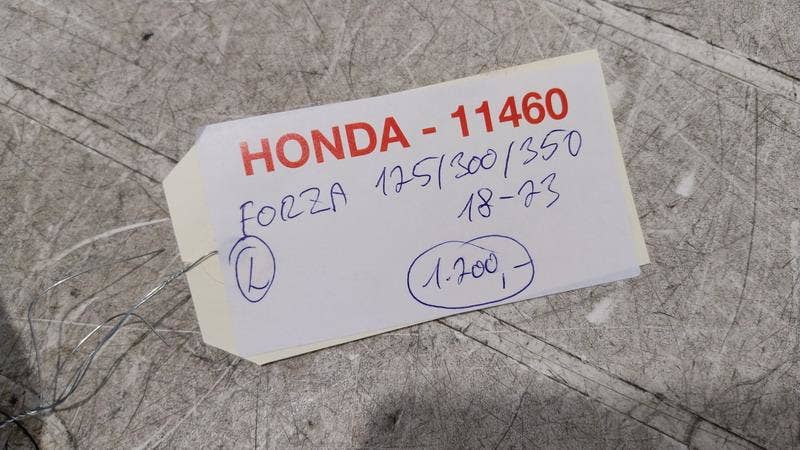 HONDA - 11460
FORZA 125/300/350
18-23
L 1.200,-